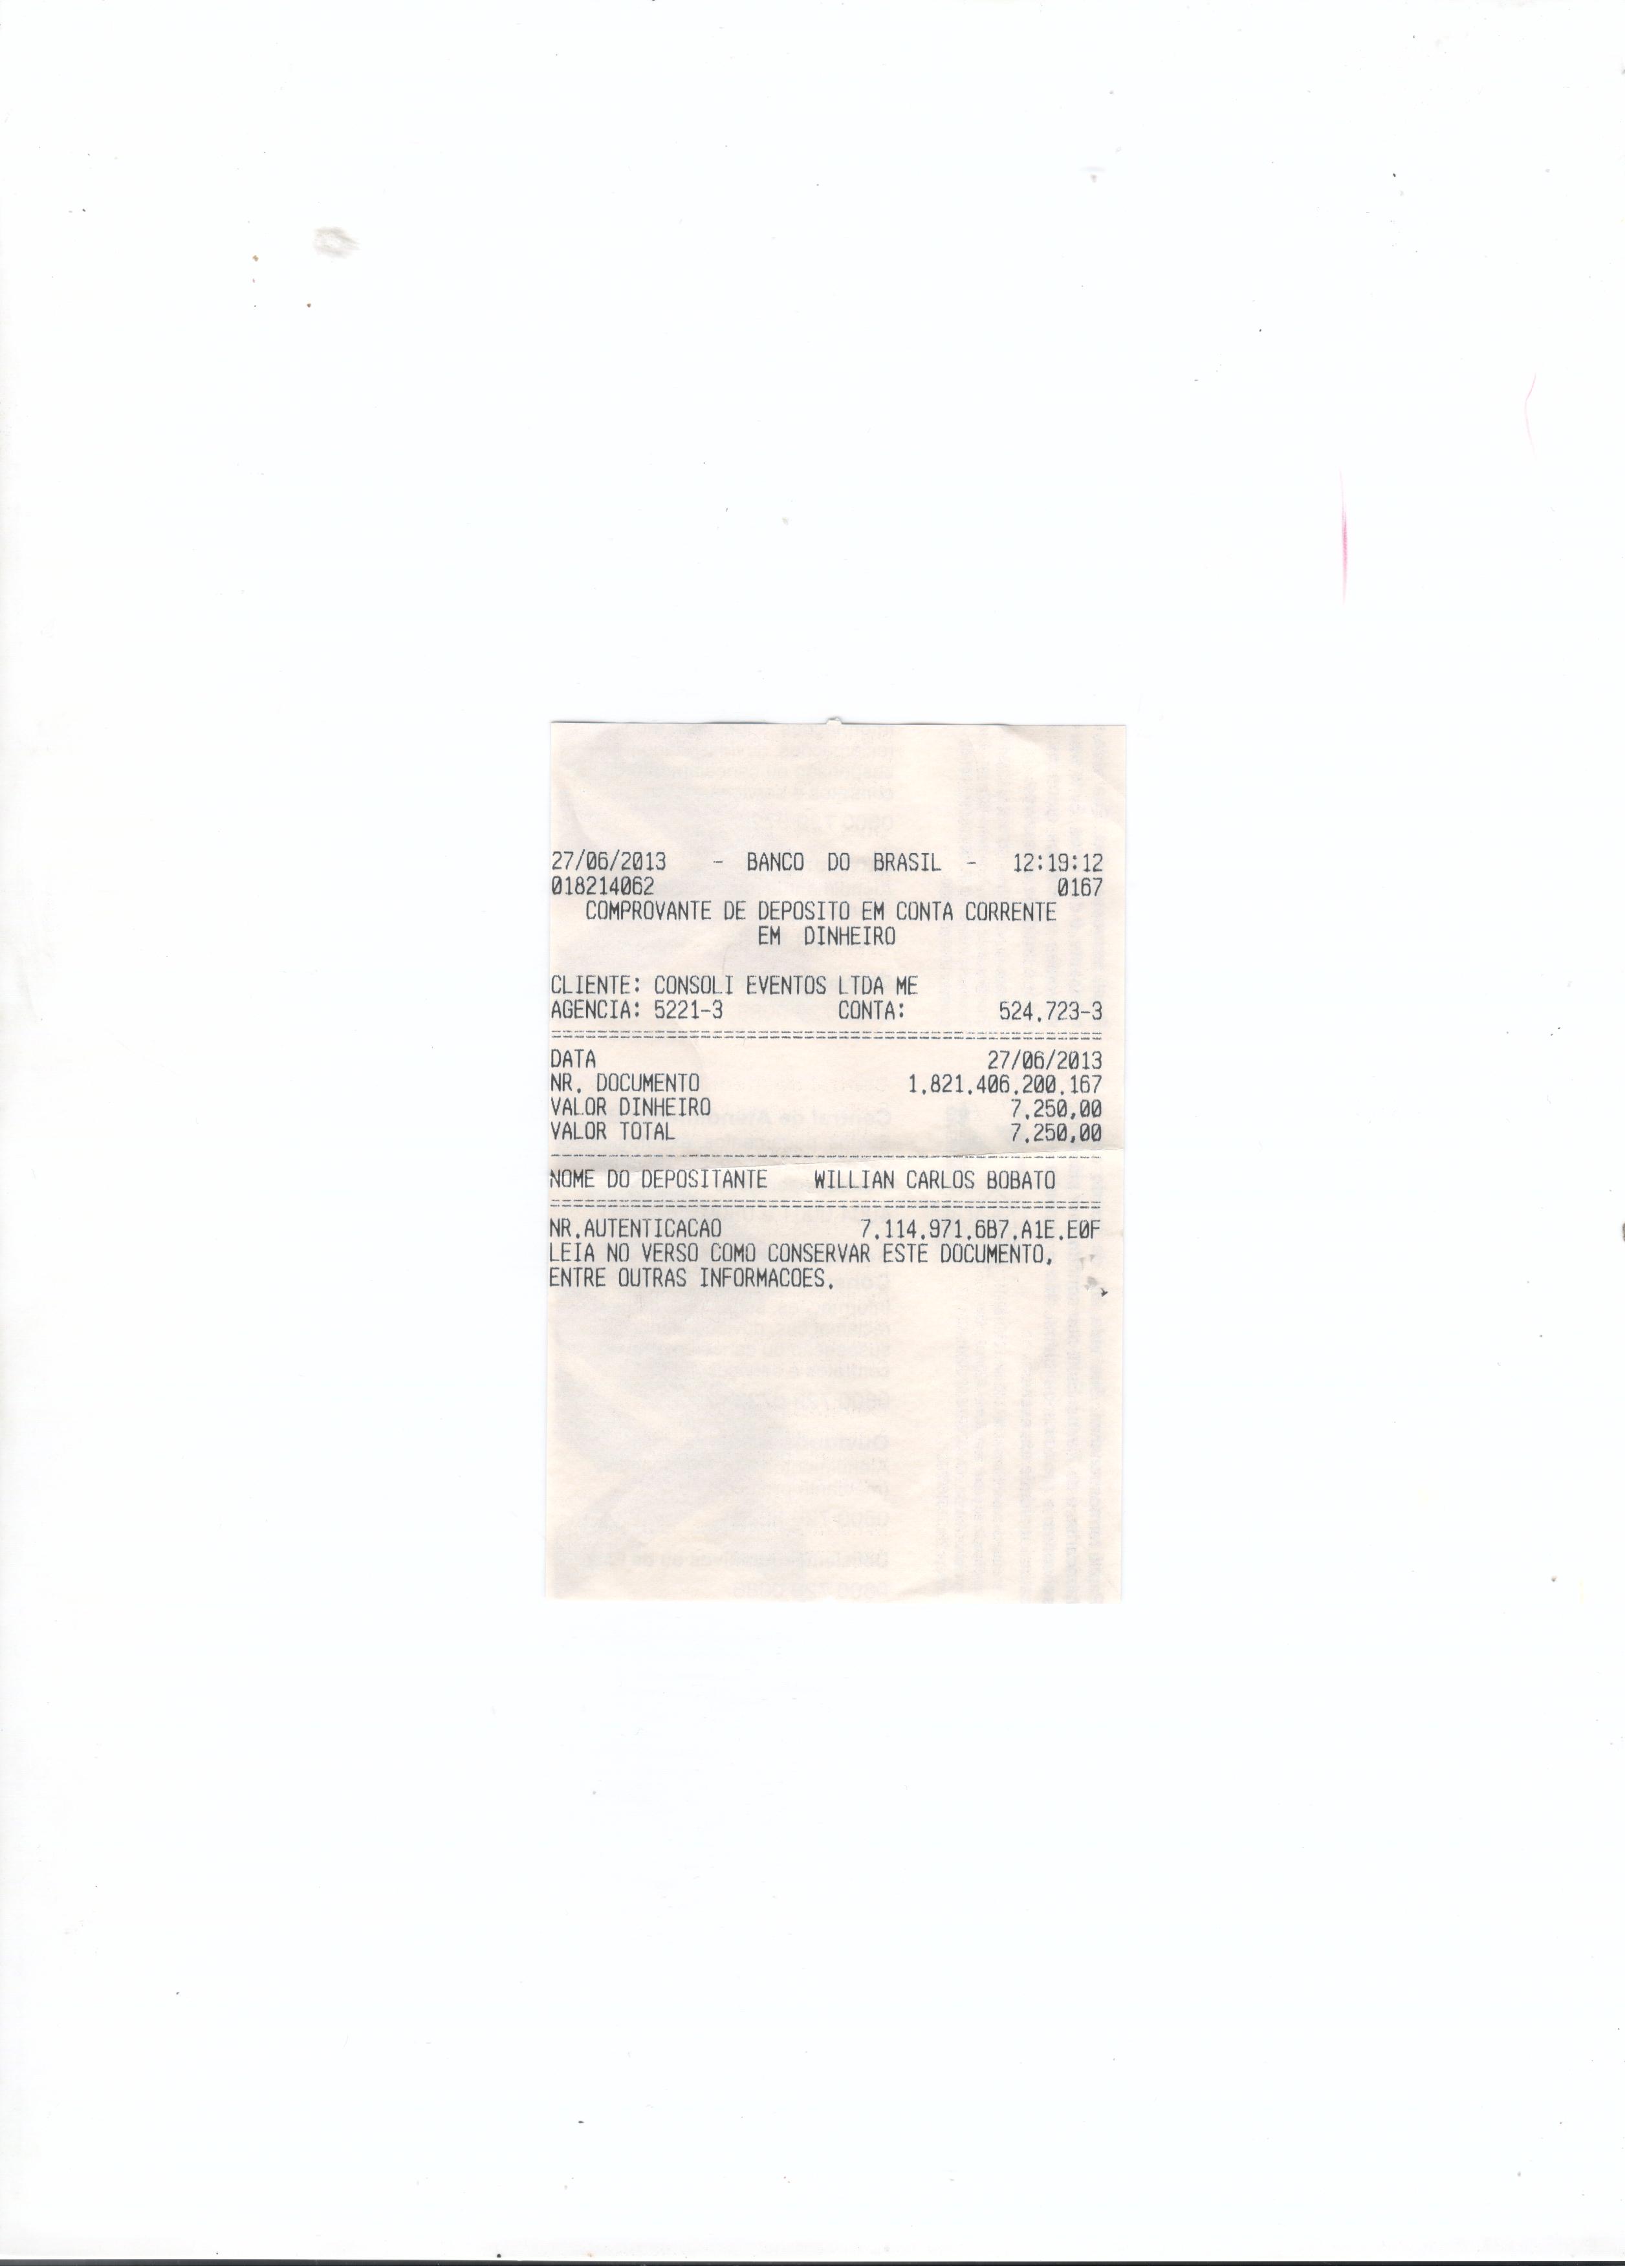 27/06/2013 - BANCO DO BRASIL - 12:19:12
018214062 0167
COMPROVANTE DE DEPOSITO EM CONTA CORRENTE
EM DINHEIRO
CLIENTE: CONSOLI EVENTOS LTDA ME
AGENCIA: 5221-3 CONTA: 524.723-3
================================================
DATA 27/06/2013
NR. DOCUMENTO 1.821.406.200.167
VALOR DINHEIRO 7.250,00
VALOR TOTAL 7.250,00
------------------------------------------------
NOME DO DEPOSITANTE WILLIAN CARLOS BOBATO
================================================
NR.AUTENTICACAO 7.114.971.6B7.A1E.E0F
LEIA NO VERSO COMO CONSERVAR ESTE DOCUMENTO,
ENTRE OUTRAS INFORMACOES.